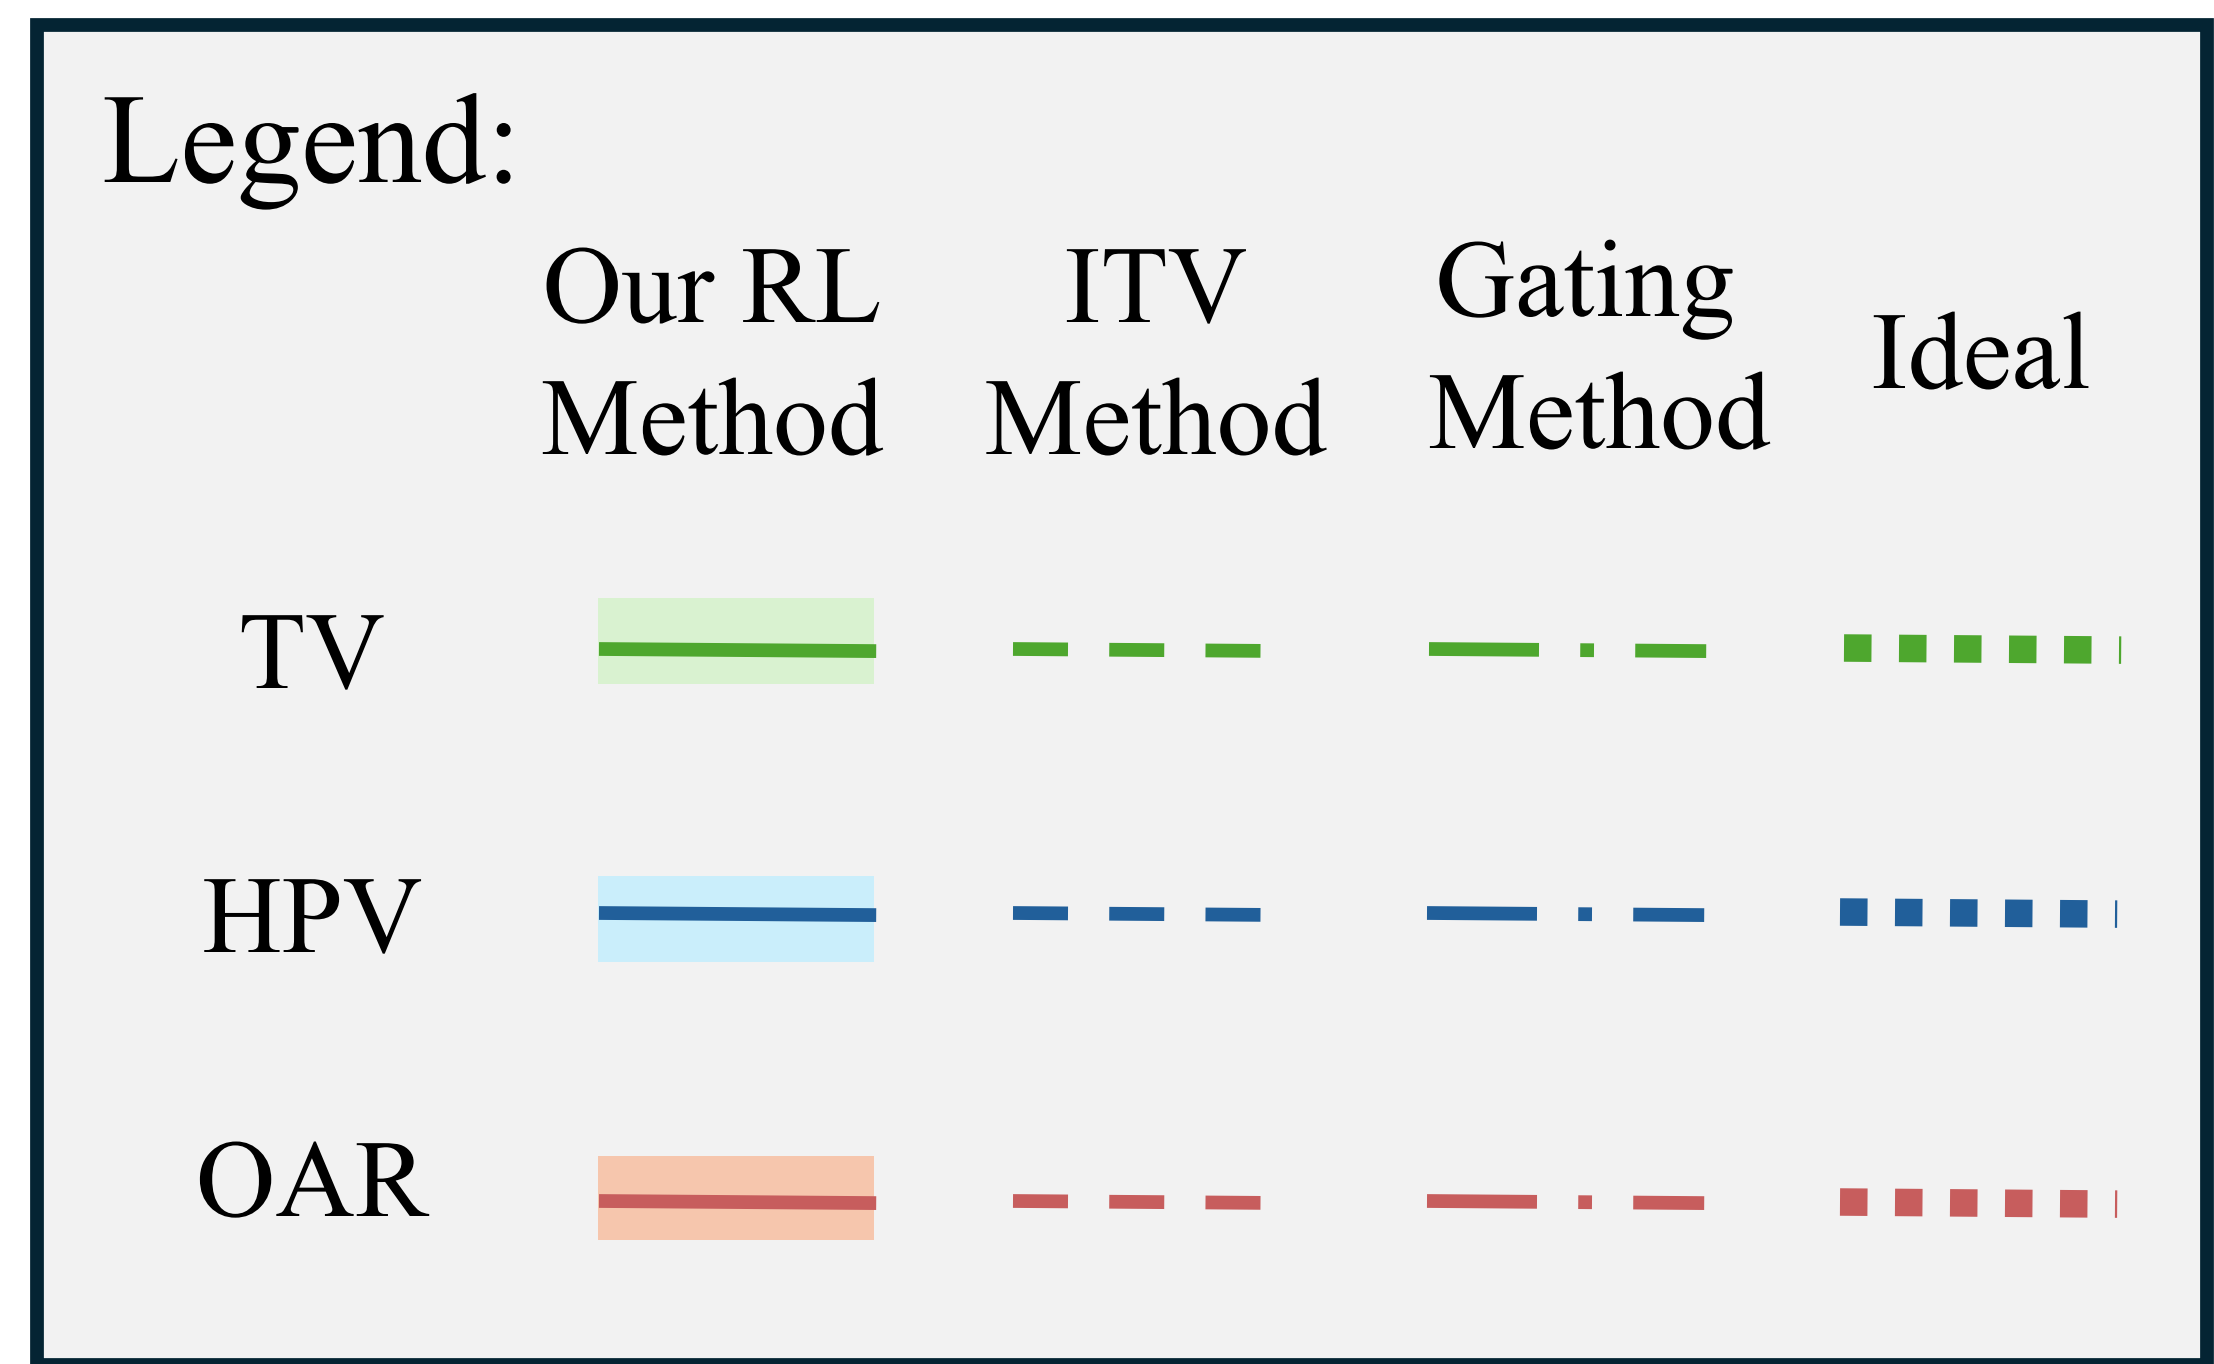 Legend:
Our RL
Method
ITV
Method
Gating
Method
Ideal
TV
HPV
OAR